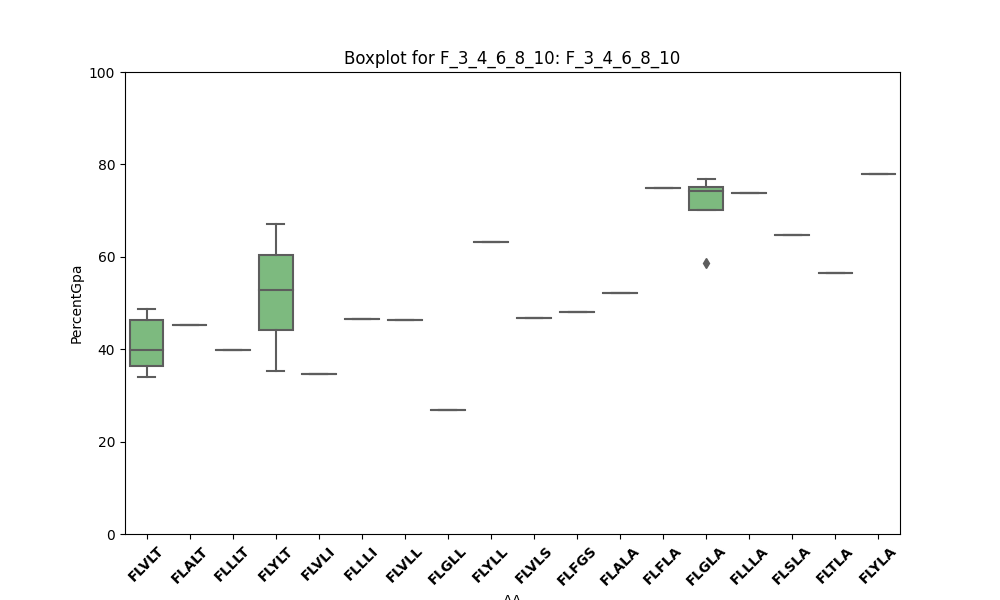 Boxplot for F_3_4_6_8_10: F_3_4_6_8_10
PercentGpa
100
80
60
40
20
0
FLVLT FLALT FLLLT FLYLT FLVLI FLLLI FLVLL FLGLL FLYLL FLVLS FLFGS FLALA FLFLA FLGLA FLLLA FLSLA FLTLA FLYLA
AA